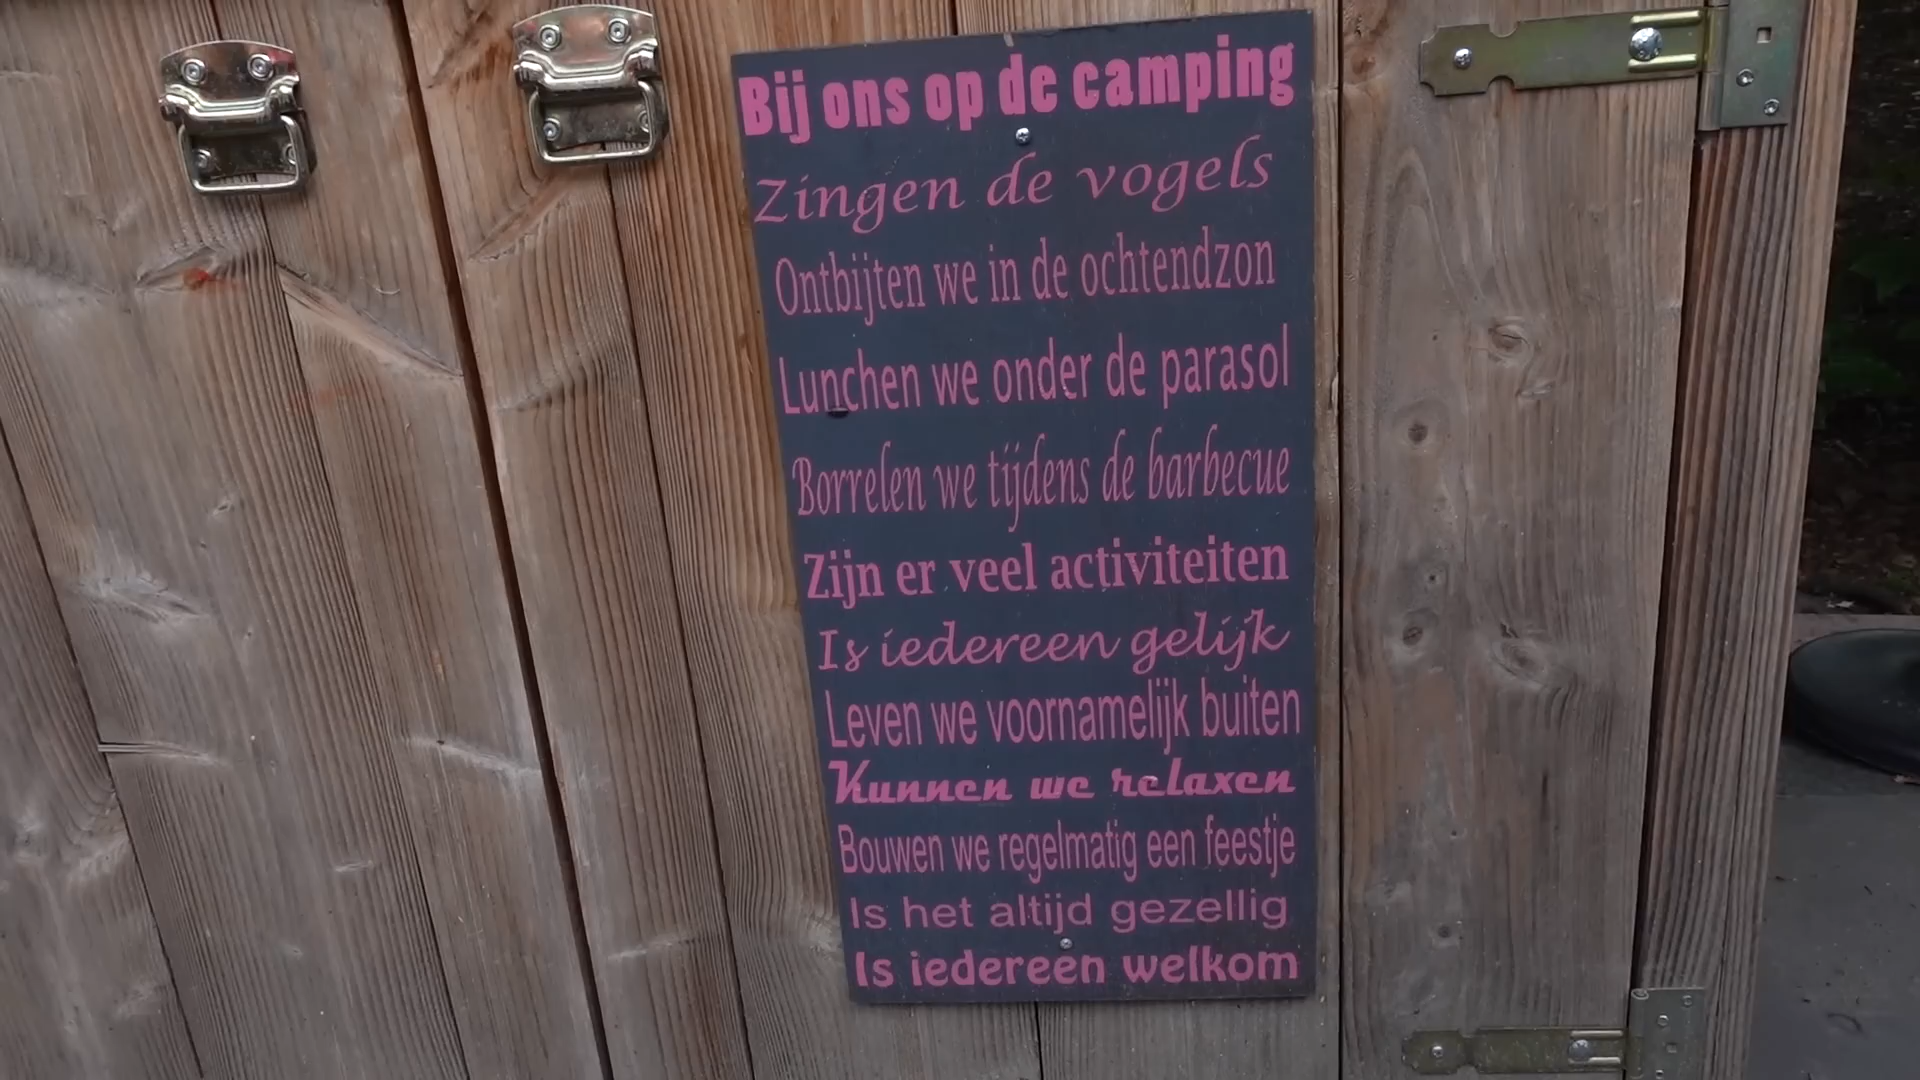 Bij ons op de camping
Zingen de vogels
Ontbijten we in de ochtendzon
Lunchen we onder de parasol
Borrelen we tijdens de barbecue
Zijn er veel activiteiten
Is iedereen gelijk
Leven we voornamelijk buiten
Kunnen we relaxen
Bouwen we regelmatig een feestje
Is het altijd gezellig
Is iedereen welkom